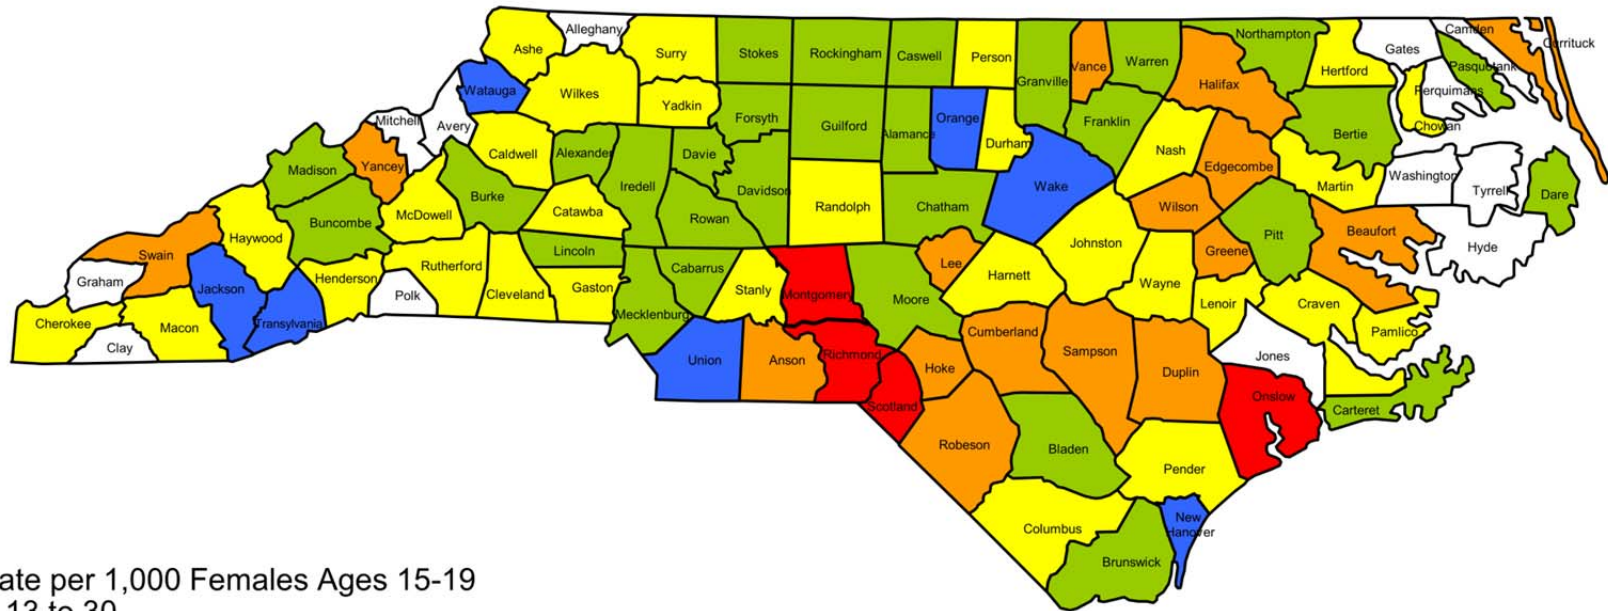 Alleghany
Camden
Currituck
Ashe
Surry
Stokes
Rockingham
Caswell
Person
Granville
Vance
Warren
Northampton
Hertford
Gates
Pasquotank
Perquimans
Chowan
Halifax
Watauga
Wilkes
Yadkin
Forsyth
Guilford
Alamance
Orange
Durham
Franklin
Bertie
Mitchell
Avery
Caldwell
Alexander
Davie
Iredell
Davidson
Nash
Edgecombe
Martin
Washington
Tyrrell
Dare
Madison
Yancey
Burke
Wake
Buncombe
McDowell
Catawba
Rowan
Randolph
Chatham
Wilson
Pitt
Beaufort
Hyde
Swain
Haywood
Lincoln
Johnston
Greene
Graham
Jackson
Henderson
Rutherford
Polk
Cleveland
Gaston
Cabarrus
Stanly
Montgomery
Moore
Lee
Harnett
Wayne
Lenoir
Craven
Pamlico
Cherokee
Clay
Macon
Transylvania
Mecklenburg
Union
Anson
Richmond
Scotland
Hoke
Cumberland
Sampson
Duplin
Jones
Onslow
Carteret
Robeson
Bladen
Pender
Columbus
Brunswick
New
Hanover
ate per 1,000 Females Ages 15-19
13 to 30